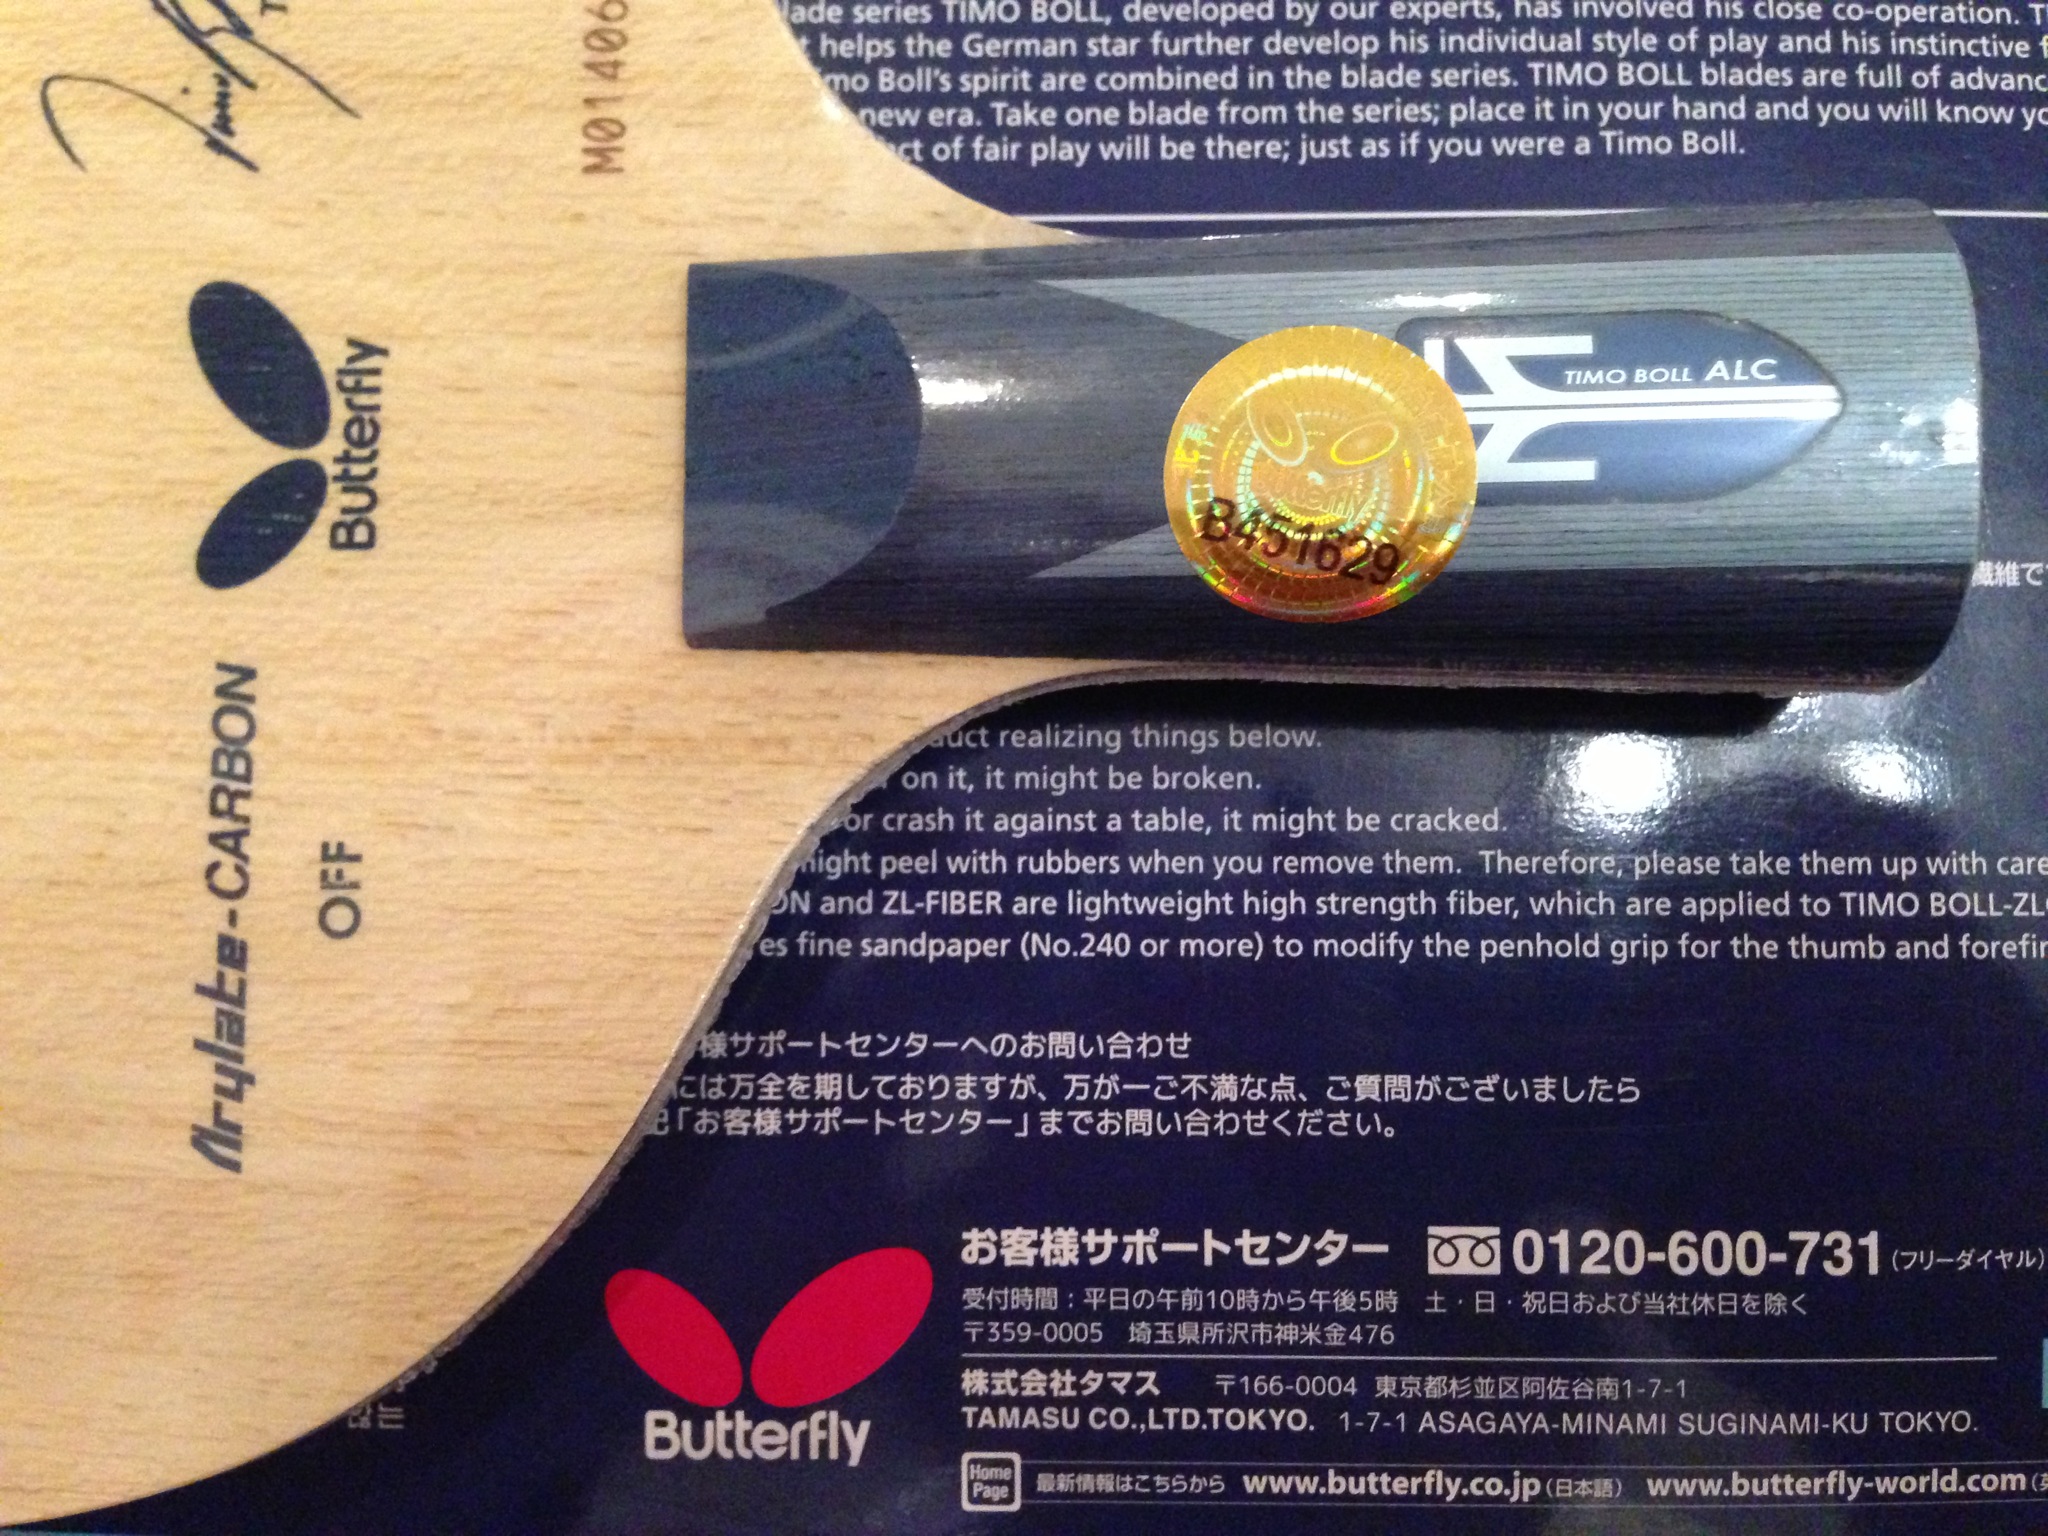 lade series TIMO BOLL, developed by our experts, has involved his close co-operation.
helps the German star further develop his individual style of play and his instinctive
Timo Boll's spirit are combined in the blade series. TIMO BOLL blades are full of
new era. Take one blade from the series; place it in your hand and you will know
of fair play will be there; just as if you were a Timo Boll.
M01406
Butterfly
Arylate-CARBON
OFF
TIMO BOLL ALC
Butterfly
B451629
繊維で
realizing things below.
on it, it might be broken.
or crash it against a table, it might be cracked.
might peel with rubbers when you remove them. Therefore, please take them up with care
and ZL-FIBER are lightweight high strength fiber, which are applied to TIMO BOLL-ZL
fine sandpaper (No.240 or more) to modify the penhold grip for the thumb and
様サポートセンターへのお問い合わせ
には万全を期しておりますが、万が一ご不満な点、ご質問がございましたら
記「お客様サポートセンター」までお問い合わせください。
Butterfly
お客様サポートセンター 0120-600-731 (フリーダイヤル)
受付時間：平日の午前10時から午後5時 土・日・祝日および当社休日を除く
〒359-0005 埼玉県所沢市神米金476
株式会社タマス 〒166-0004 東京都杉並区阿佐谷南1-7-1
TAMASU CO.,LTD.TOKYO. 1-7-1 ASAGAYA-MINAMI SUGINAMI-KU TOKYO.
Home Page 最新情報はこちらから www.butterfly.co.jp (日本語) www.butterfly-world.com